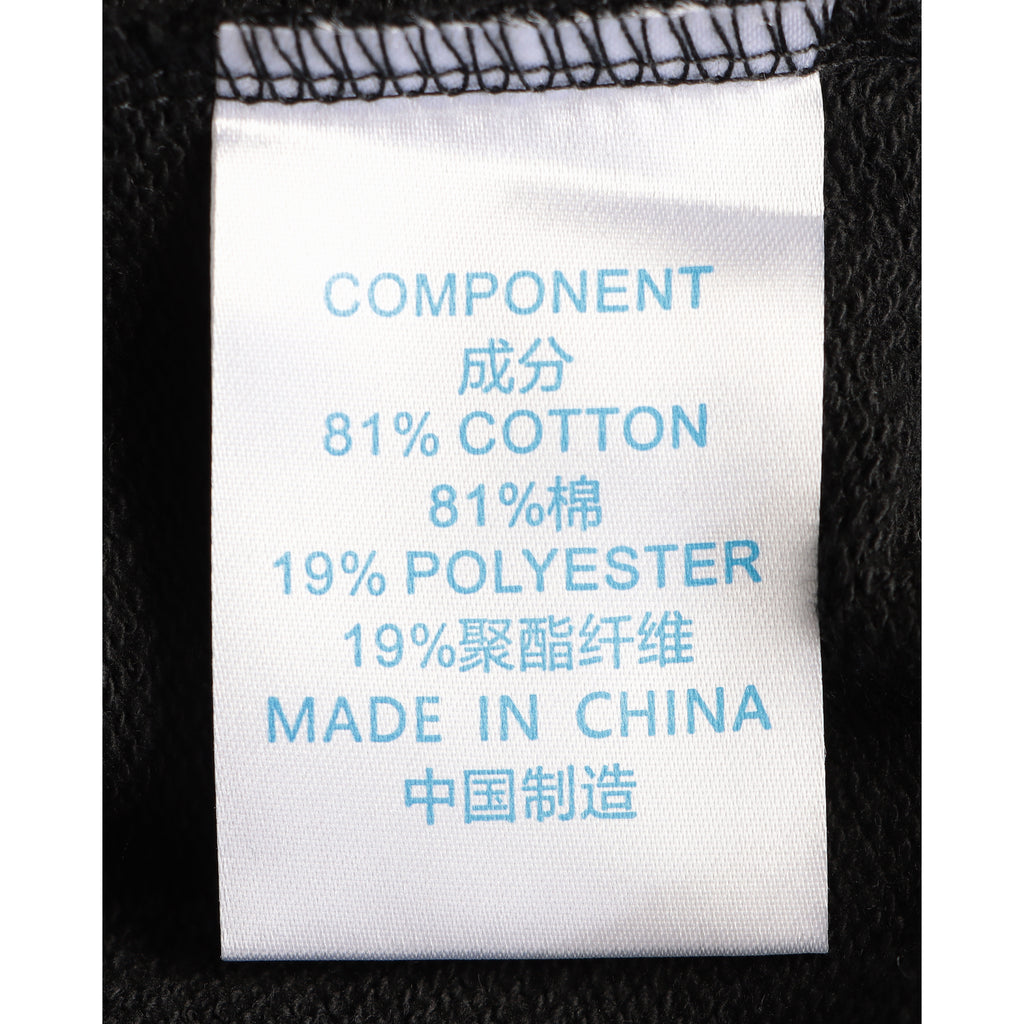 COMPONENT
成分
81% COTTON
81%棉
19% POLYESTER
19%聚酯纤维
MADE IN CHINA
中国制造